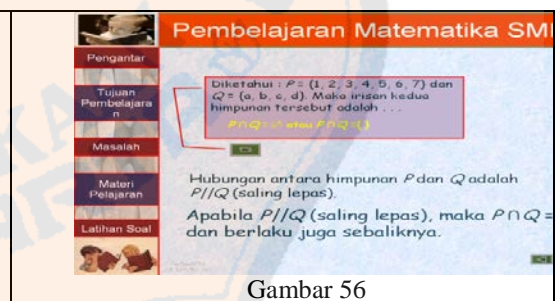 Pembelajaran Matematika SM
Pengantar
Tujuan
Pembelajara
n
Masalah
Materi
Pelajaran
Latihan Soal
Diketahui : P = {1, 2, 3, 4, 5, 6, 7} dan
Q = {a, b, c, d}. Maka irisan kedua
himpunan tersebut adalah . . .
P∩Q=∅ atau P∩Q={}
Hubungan antara himpunan P dan Q adalah
P//Q (saling lepas).
Apabila P//Q (saling lepas), maka P∩Q=
dan berlaku juga sebaliknya.
Gambar 56